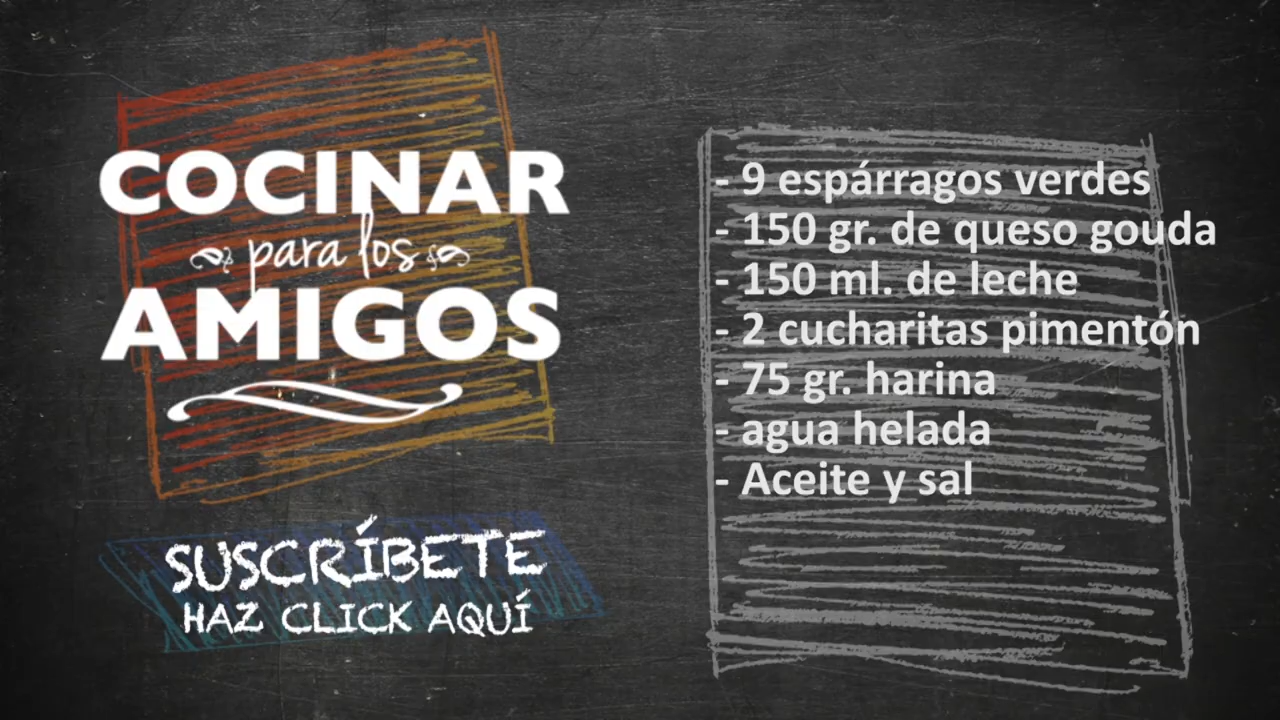 COCINAR
para los
AMIGOS
SUSCRÍBETE
HAZ CLICK AQUÍ
- 9 espárragos verdes
- 150 gr. de queso gouda
- 150 ml. de leche
- 2 cucharitas pimentón
- 75 gr. harina
- agua helada
- Aceite y sal